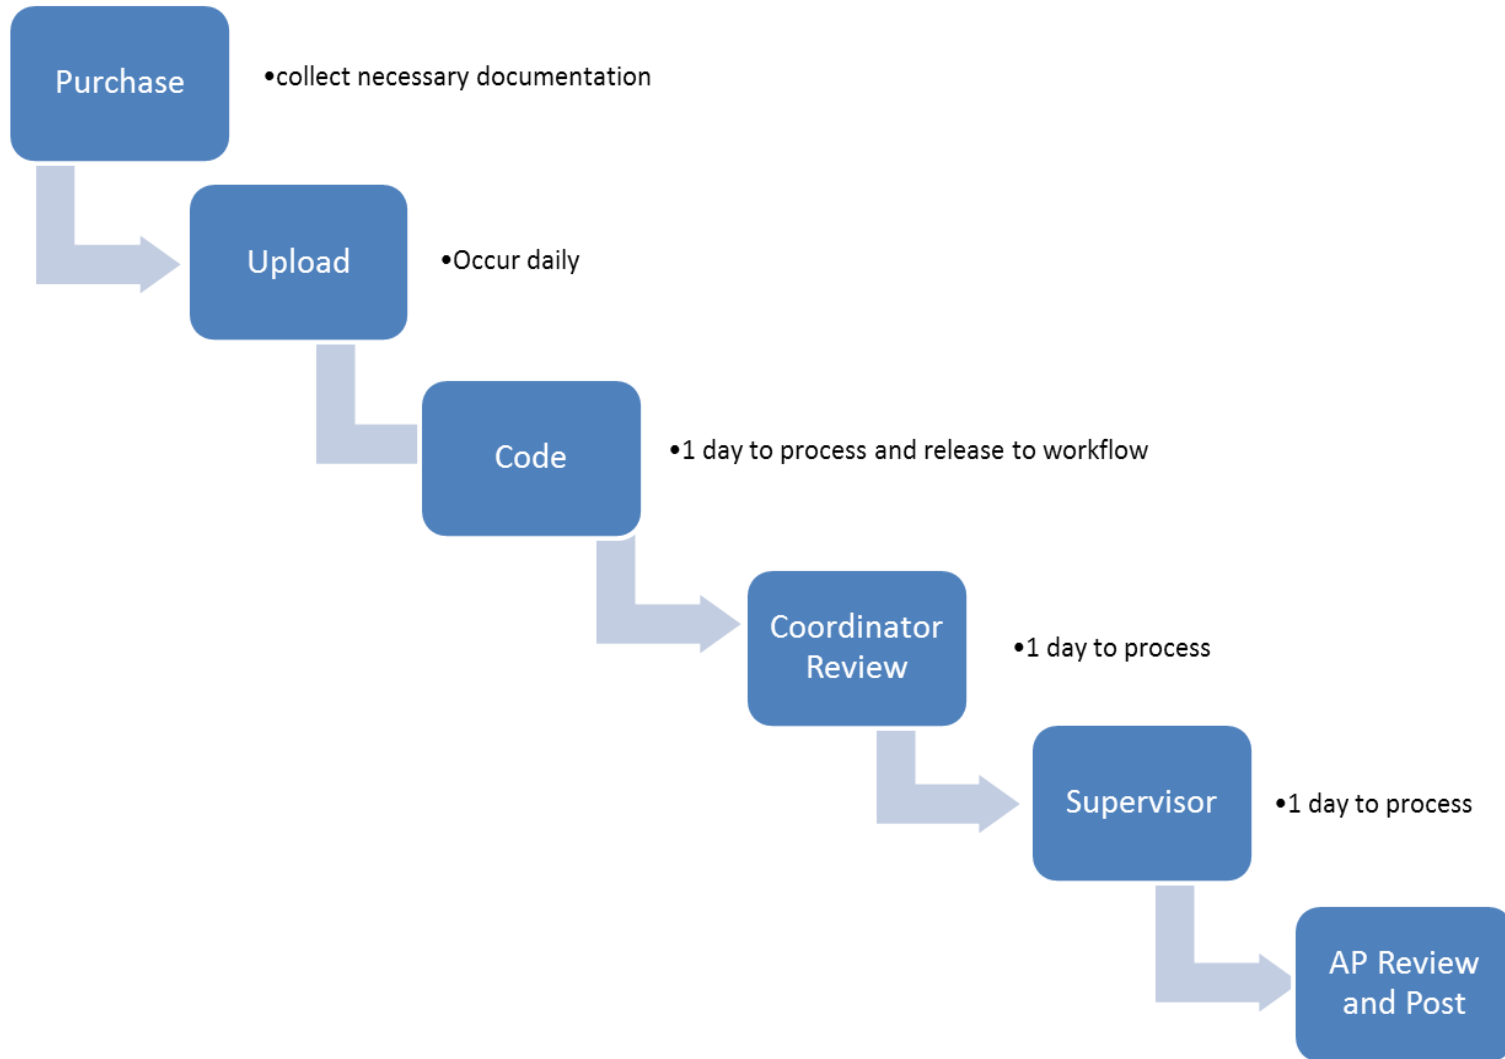 Purchase
•collect necessary documentation
Upload
•Occur daily
Code
•1 day to process and release to workflow
Coordinator
Review
•1 day to process
Supervisor
•1 day to process
AP Review
and Post